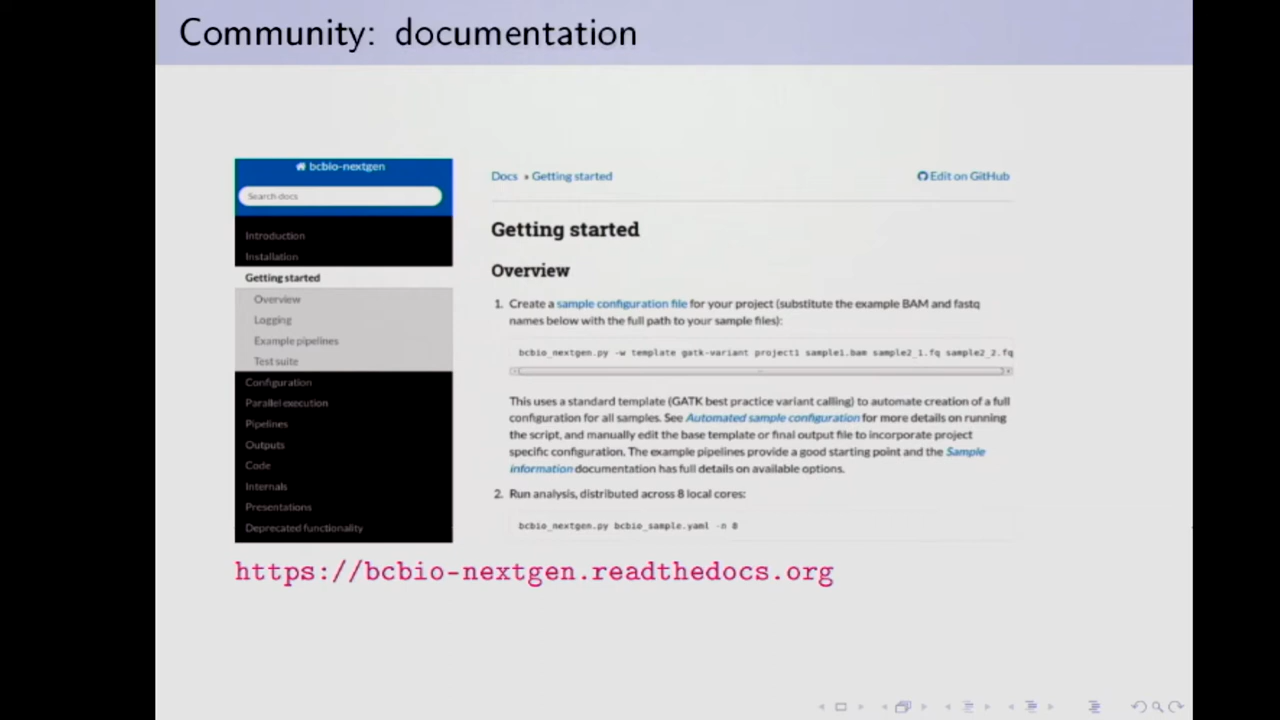 Community: documentation
bcbio-nextgen
Search docs
Introduction
Installation
Getting started
Overview
Logging
Example pipelines
Test suite
Configuration
Parallel execution
Pipelines
Outputs
Code
Internals
Presentations
Deprecated functionality
Docs » Getting started
Edit on GitHub
Getting started
Overview
1. Create a sample configuration file for your project (substitute the example BAM and fastq
names below with the full path to your sample files):
bcbio_nextgen.py -w template gatk-variant project1 sample1.bam sample2_1.fq sample2_2.fq
This uses a standard template (GATK best practice variant calling) to automate creation of a full
configuration for all samples. See Automated sample configuration for more details on running
the script, and manually edit the base template or final output file to incorporate project
specific configuration. The example pipelines provide a good starting point and the Sample
information documentation has full details on available options.
2. Run analysis, distributed across 8 local cores:
bcbio_nextgen.py bcbio_sample.yaml -n 8
https://bcbio-nextgen.readthedocs.org